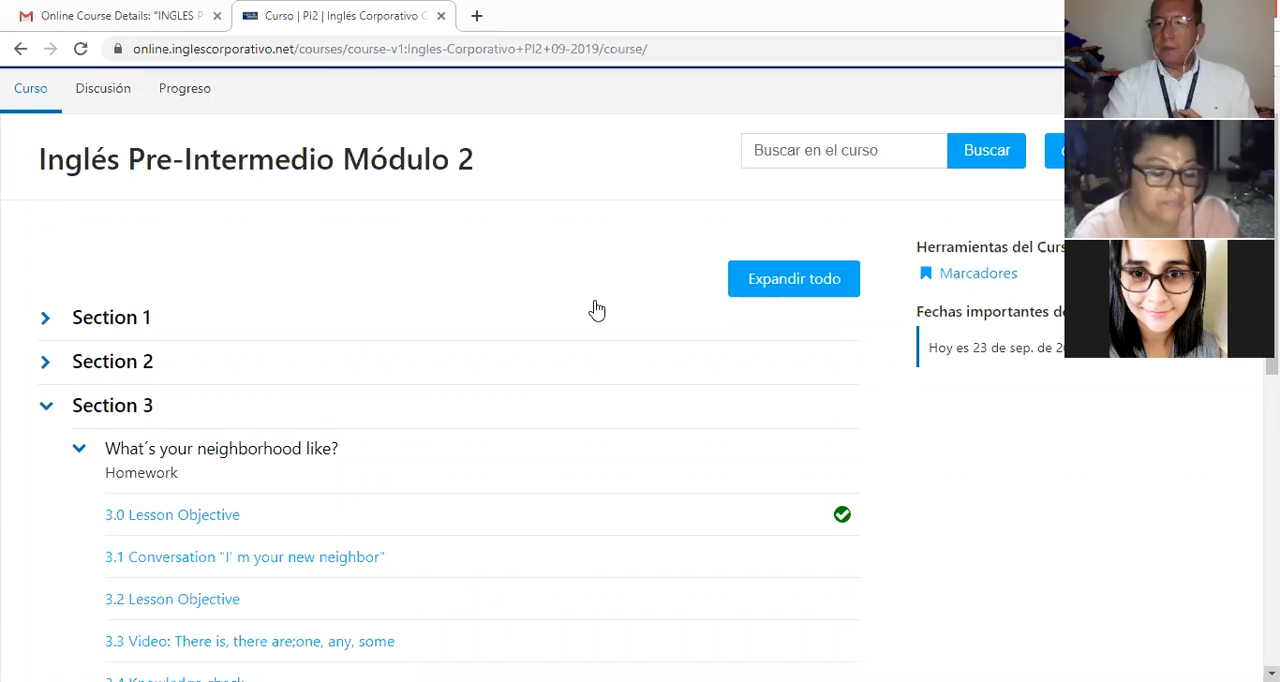 Online Course Details: "INGLES P
Curso | PI2 | Inglés Corporativo C
online.inglescorporativo.net/courses/course-v1:Ingles-Corporativo+PI2+09-2019/course/
Curso Discusión Progreso
Inglés Pre-Intermedio Módulo 2
Buscar en el curso Buscar
Expandir todo
Herramientas del Curs
Marcadores
Fechas importantes d
Hoy es 23 de sep. de 2
Section 1
Section 2
Section 3
What´s your neighborhood like?
Homework
3.0 Lesson Objective
3.1 Conversation "I' m your new neighbor"
3.2 Lesson Objective
3.3 Video: There is, there are;one, any, some
3.4 Knowledge check